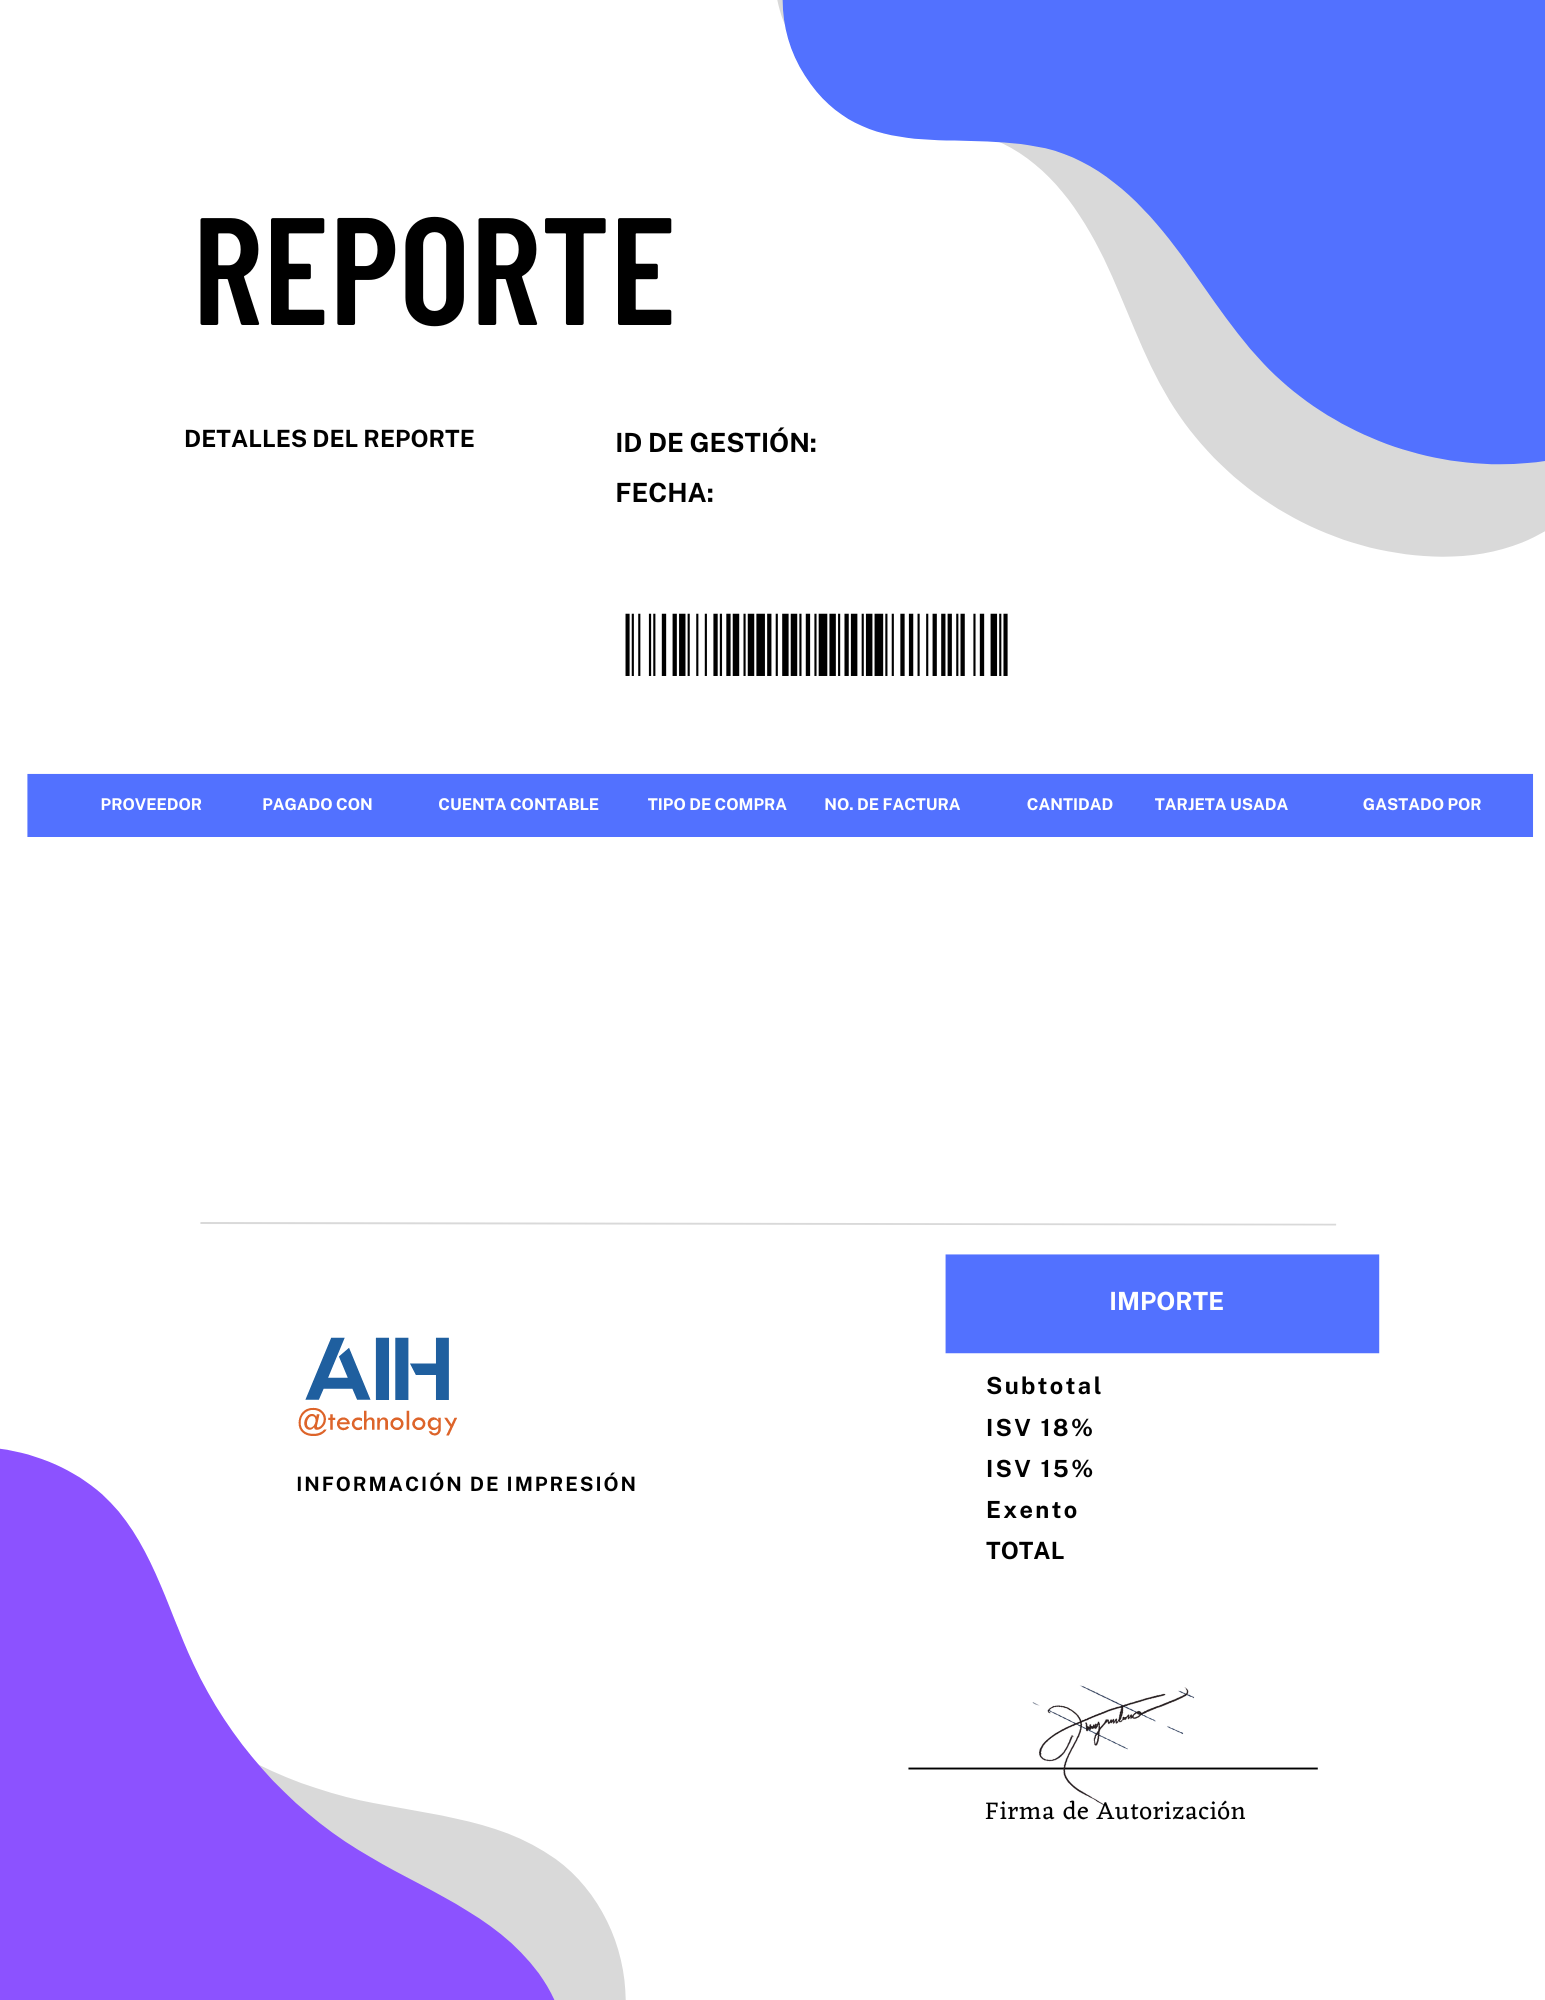 REPORTE
DETALLES DEL REPORTE
ID DE GESTIÓN:
FECHA:
PROVEEDOR PAGADO CON CUENTA CONTABLE TIPO DE COMPRA NO. DE FACTURA CANTIDAD TARJETA USADA GASTADO POR
IMPORTE
AIH
@technology
INFORMACIÓN DE IMPRESIÓN
Subtotal
ISV 18%
ISV 15%
Exento
TOTAL
Firma de Autorización